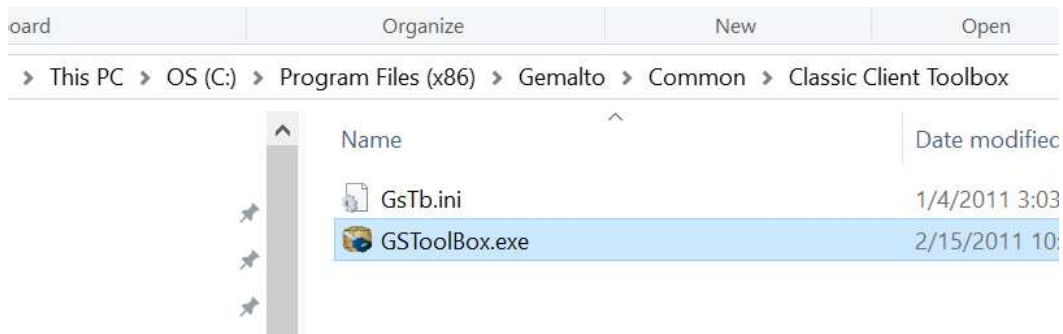 oard Organize New Open
> This PC > OS (C:) > Program Files (x86) > Gemalto > Common > Classic Client Toolbox
Name Date modified
GsTb.ini 1/4/2011 3:03
GSToolBox.exe 2/15/2011 10: